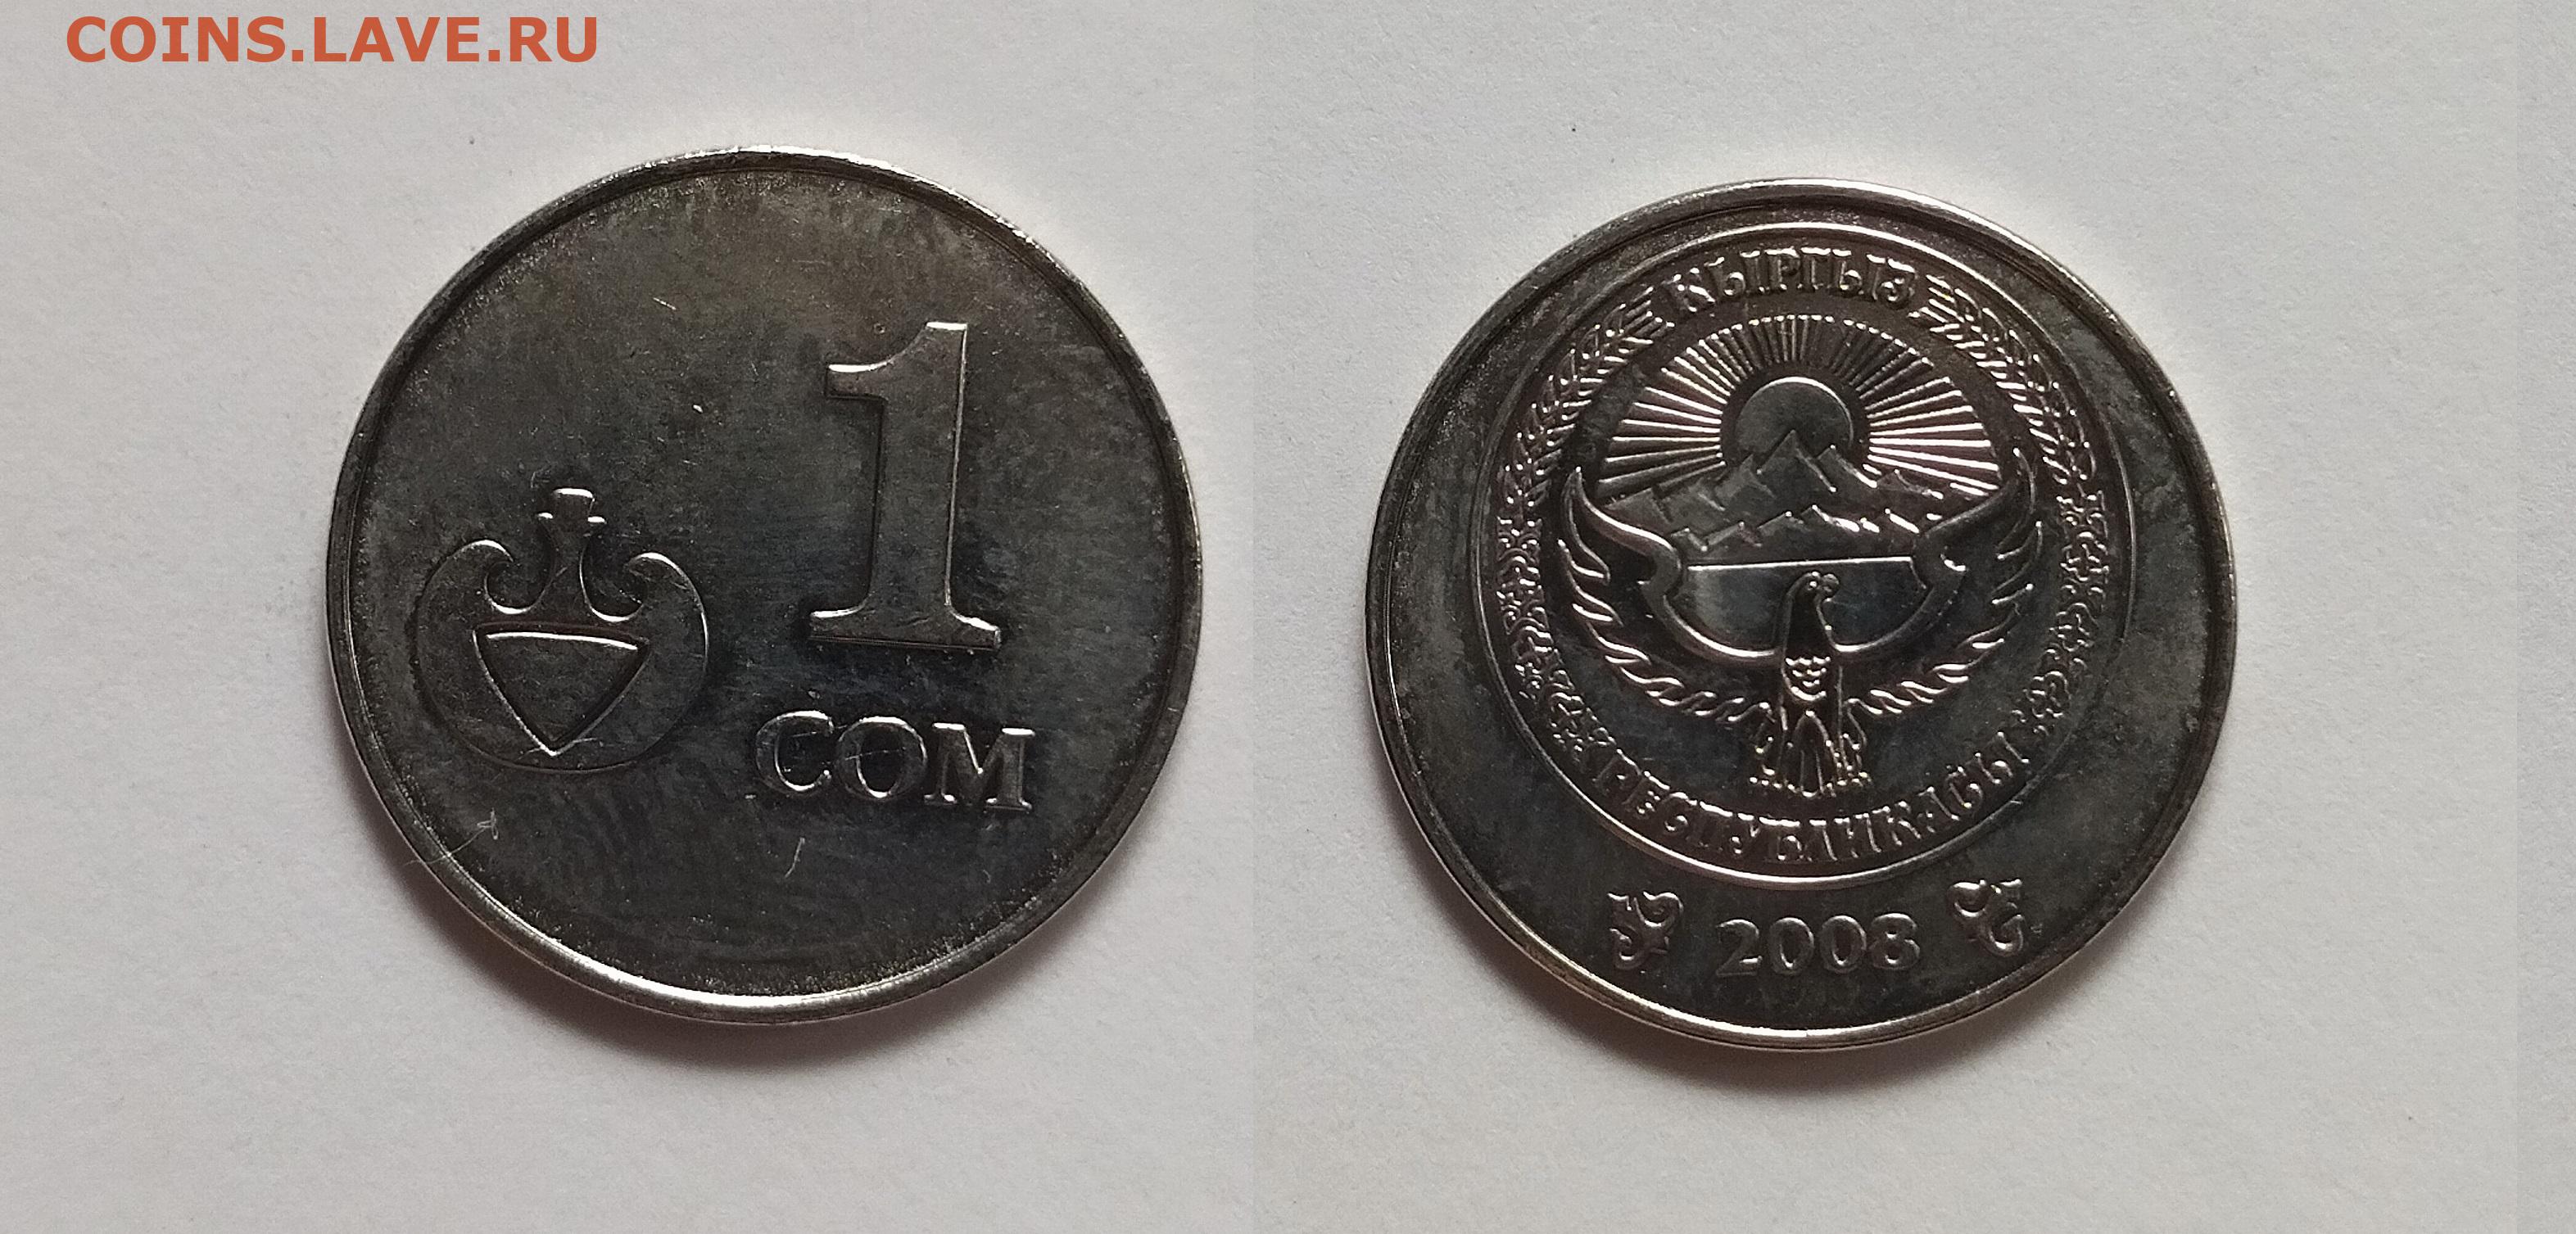 COINS.LAVE.RU
1
СОМ
КЫРГЫЗ
РЕСПУБЛИКАСЫ
2008